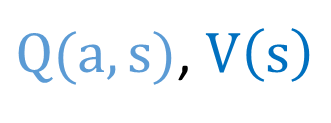 Q(a, s), V(s)